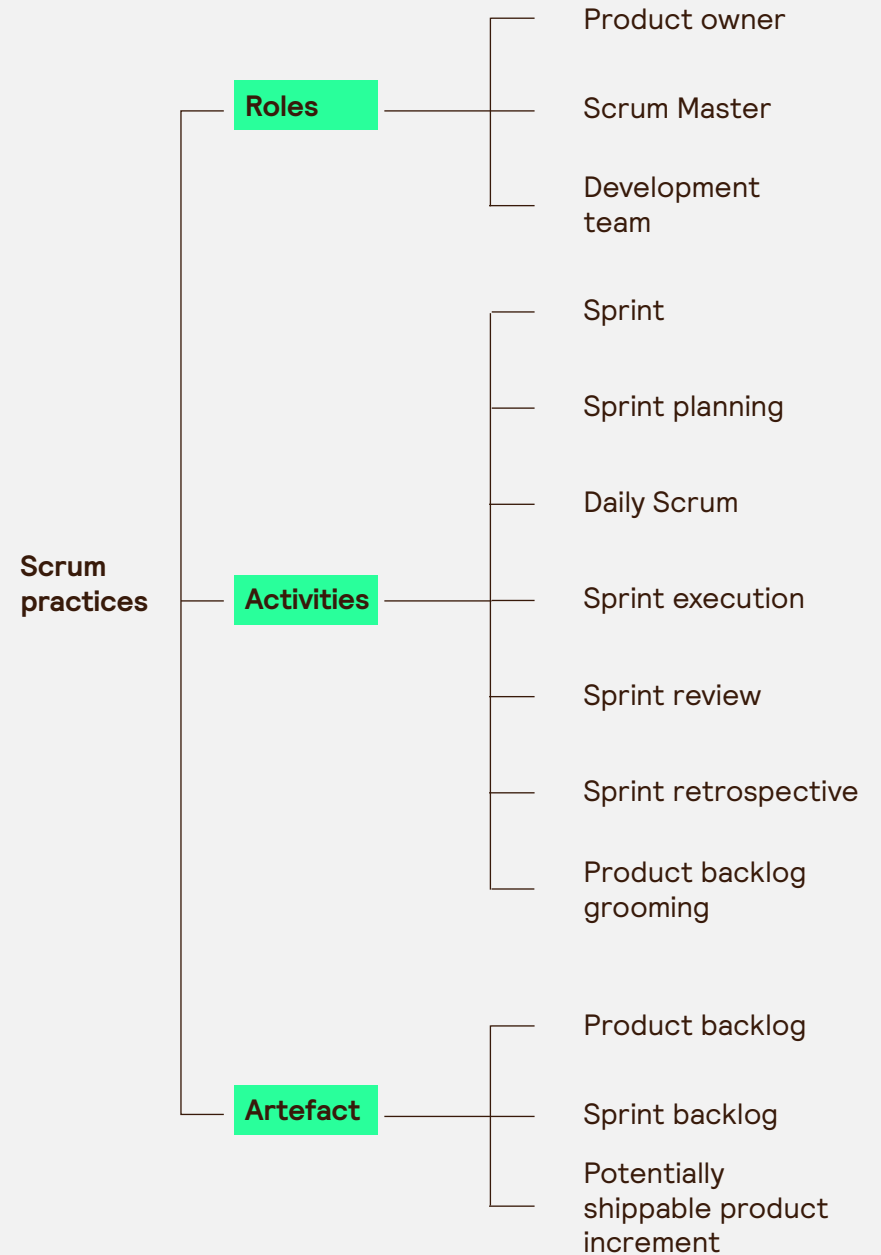 Product owner
Roles
Scrum Master
Development
team
Sprint
Sprint planning
Daily Scrum
Scrum
practices
Activities
Sprint execution
Sprint review
Sprint retrospective
Product backlog
grooming
Product backlog
Artefact
Sprint backlog
Potentially
shippable product
increment